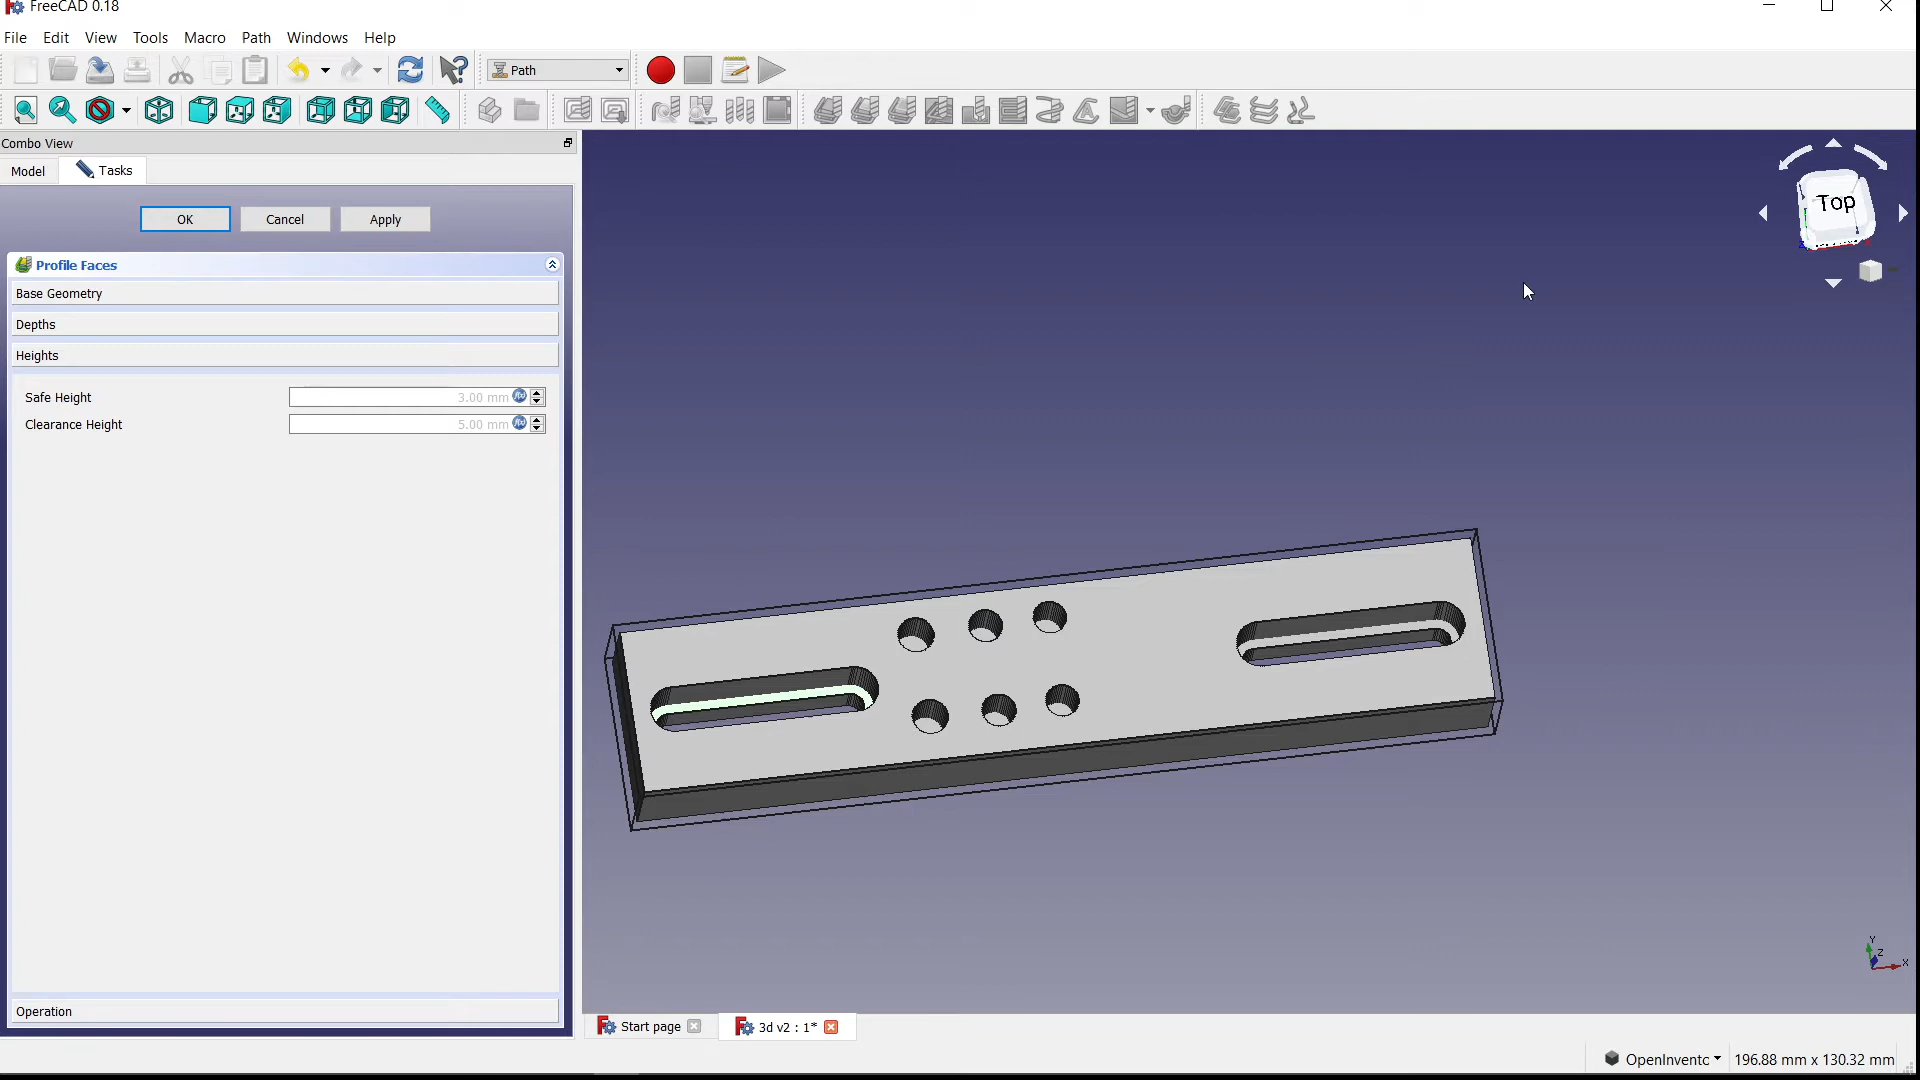 FreeCAD 0.18
File Edit View Tools Macro Path Windows Help
Path
Combo View
Model Tasks
OK Cancel Apply
Profile Faces
Base Geometry
Depths
Heights
Safe Height 3.00 mm
Clearance Height 5.00 mm
Operation
Top
Y
Z
X
Start page 3d v2 : 1*
OpenInventc 196.88 mm x 130.32 mm